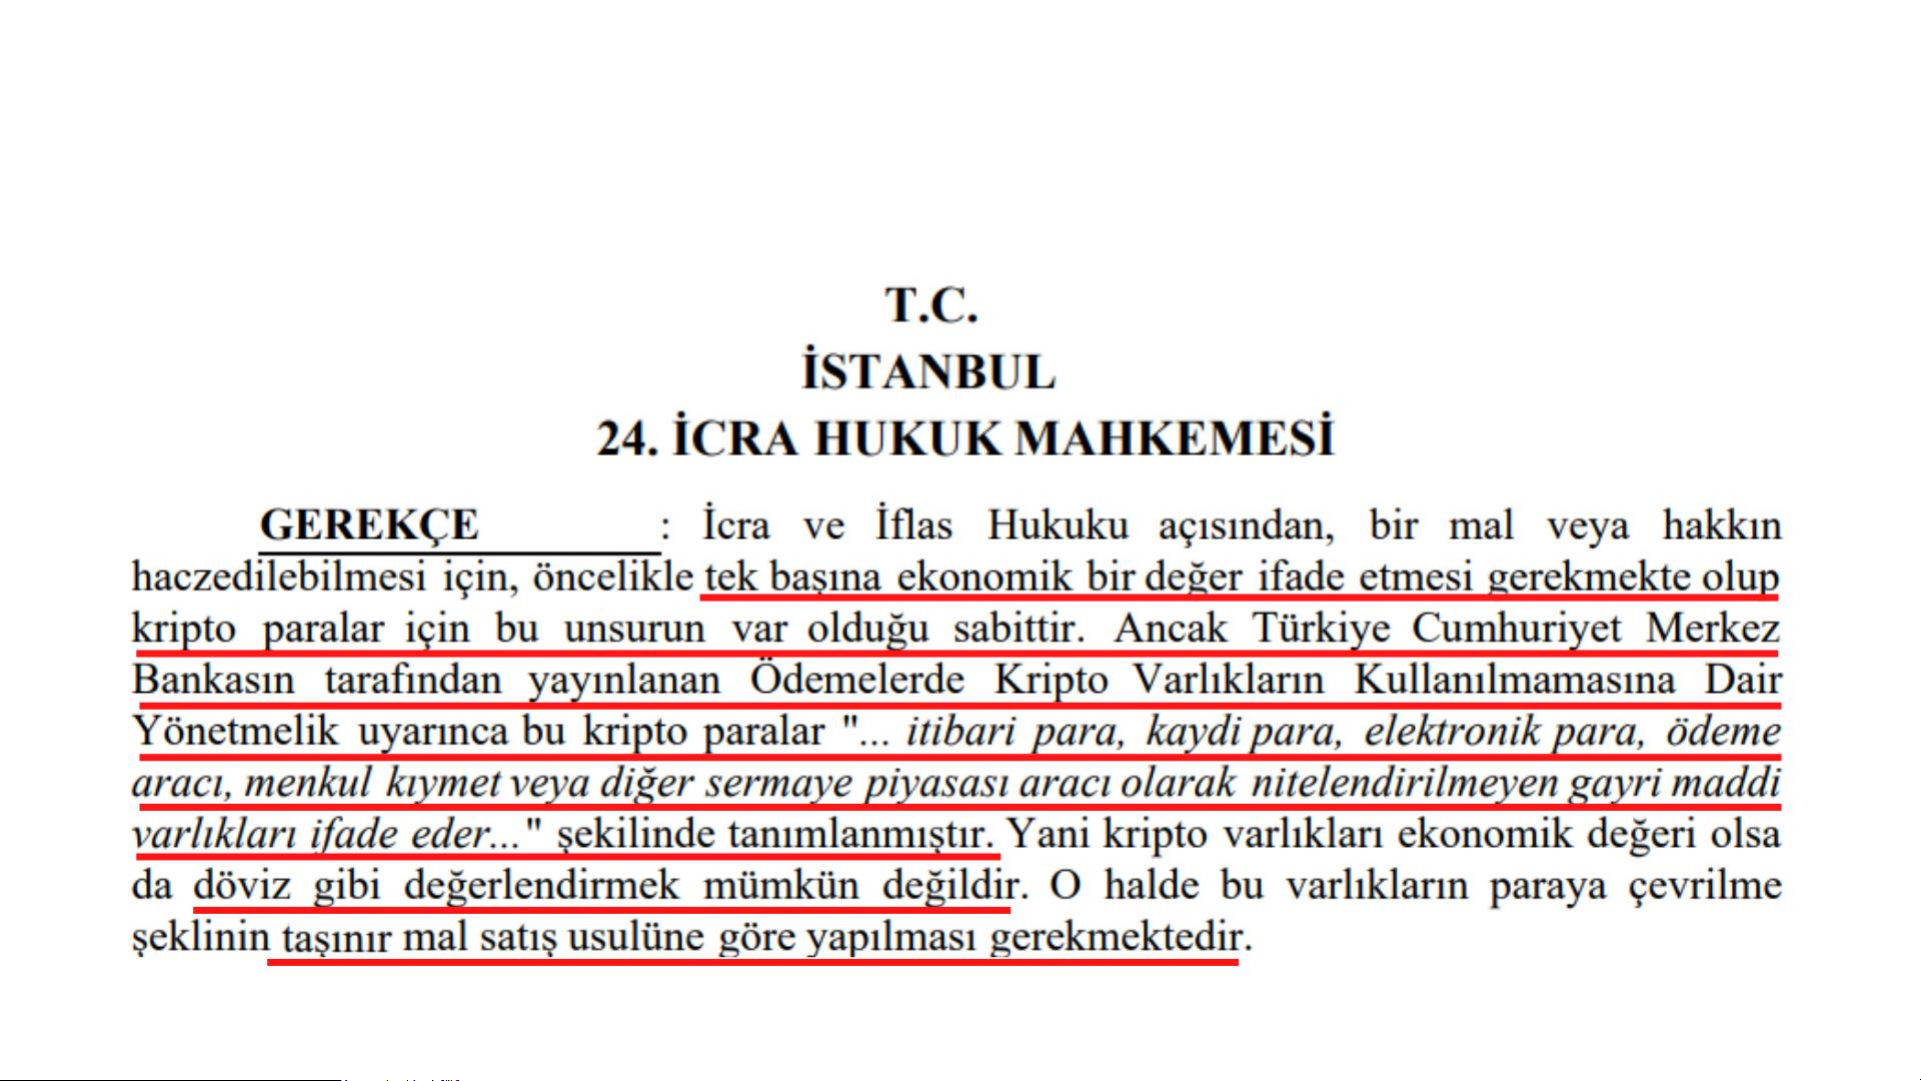 T.C.
İSTANBUL
24. İCRA HUKUK MAHKEMESİ
GEREKÇE : İcra ve İflas Hukuku açısından, bir mal veya hakkın
haczedilebilmesi için, öncelikle tek başına ekonomik bir değer ifade etmesi gerekmekte olup
kripto paralar için bu unsurun var olduğu sabittir. Ancak Türkiye Cumhuriyet Merkez
Bankasın tarafından yayınlanan Ödemelerde Kripto Varlıkların Kullanılmamasına Dair
Yönetmelik uyarınca bu kripto paralar "... itibari para, kaydi para, elektronik para, ödeme
aracı, menkul kıymet veya diğer sermaye piyasası aracı olarak nitelendirilmeyen gayri maddi
varlıkları ifade eder..." şekilinde tanımlanmıştır. Yani kripto varlıkları ekonomik değeri olsa
da döviz gibi değerlendirmek mümkün değildir. O halde bu varlıkların paraya çevrilme
şeklinin taşınır mal satış usulüne göre yapılması gerekmektedir.